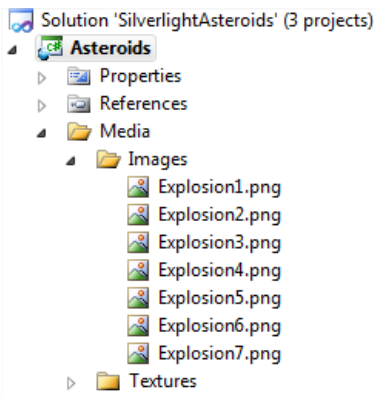 Solution 'SilverlightAsteroids' (3 projects)
Asteroids
Properties
References
Media
Images
Explosion1.png
Explosion2.png
Explosion3.png
Explosion4.png
Explosion5.png
Explosion6.png
Explosion7.png
Textures